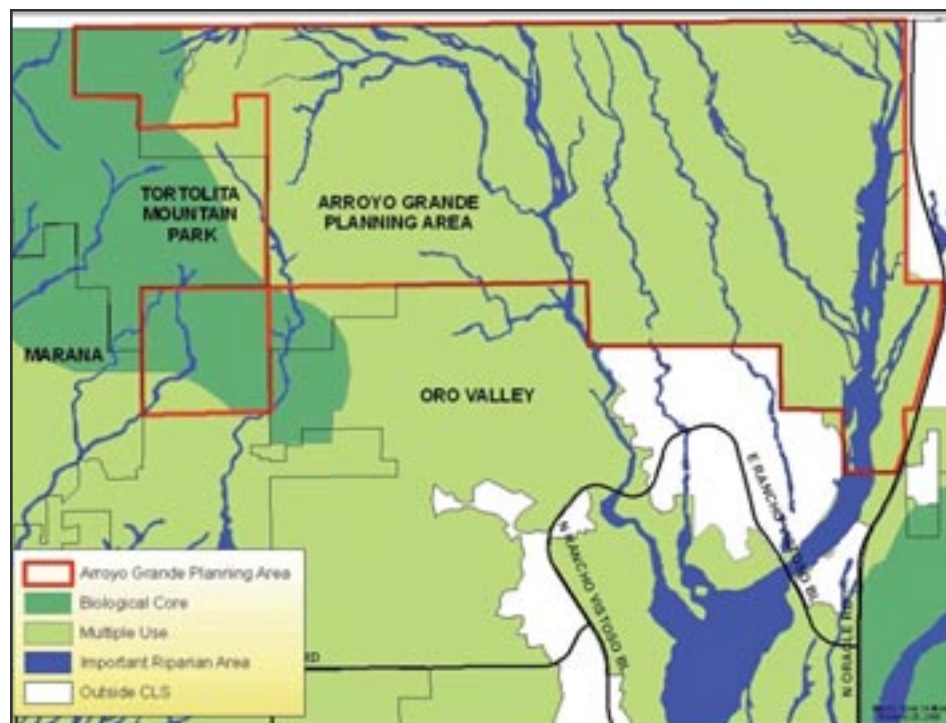 TORTOLITA
MOUNTAIN
PARK
ARROYO GRANDE
PLANNING AREA
MARANA
ORO VALLEY
E RANCHO VISTOSO BL
N RANCHO VISTOSO BL
N ORACLE RD
RD
Arroyo Grande Planning Area
Biological Core
Multiple Use
Important Riparian Area
Outside CLS